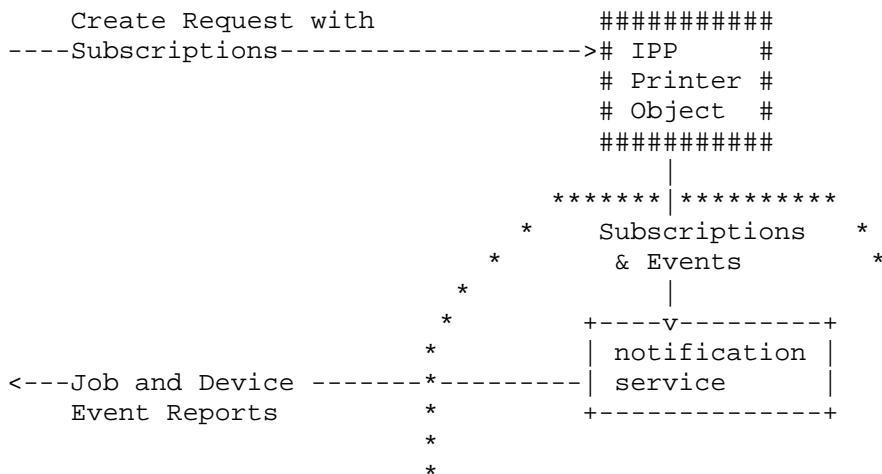 Create Request with               ###########
----Subscriptions------------------->#  IPP     #
                                      # Printer #
                                      # Object  #
                                      ###########
                                           |
                                   *******|**********
                                 *    Subscriptions   *
                               *       & Events        *
                             *             |
                            *         +----v---------+
                           *          | notification |
<---Job and Device -------*---------| service      |
    Event Reports          *          +--------------+
                           *
                           *